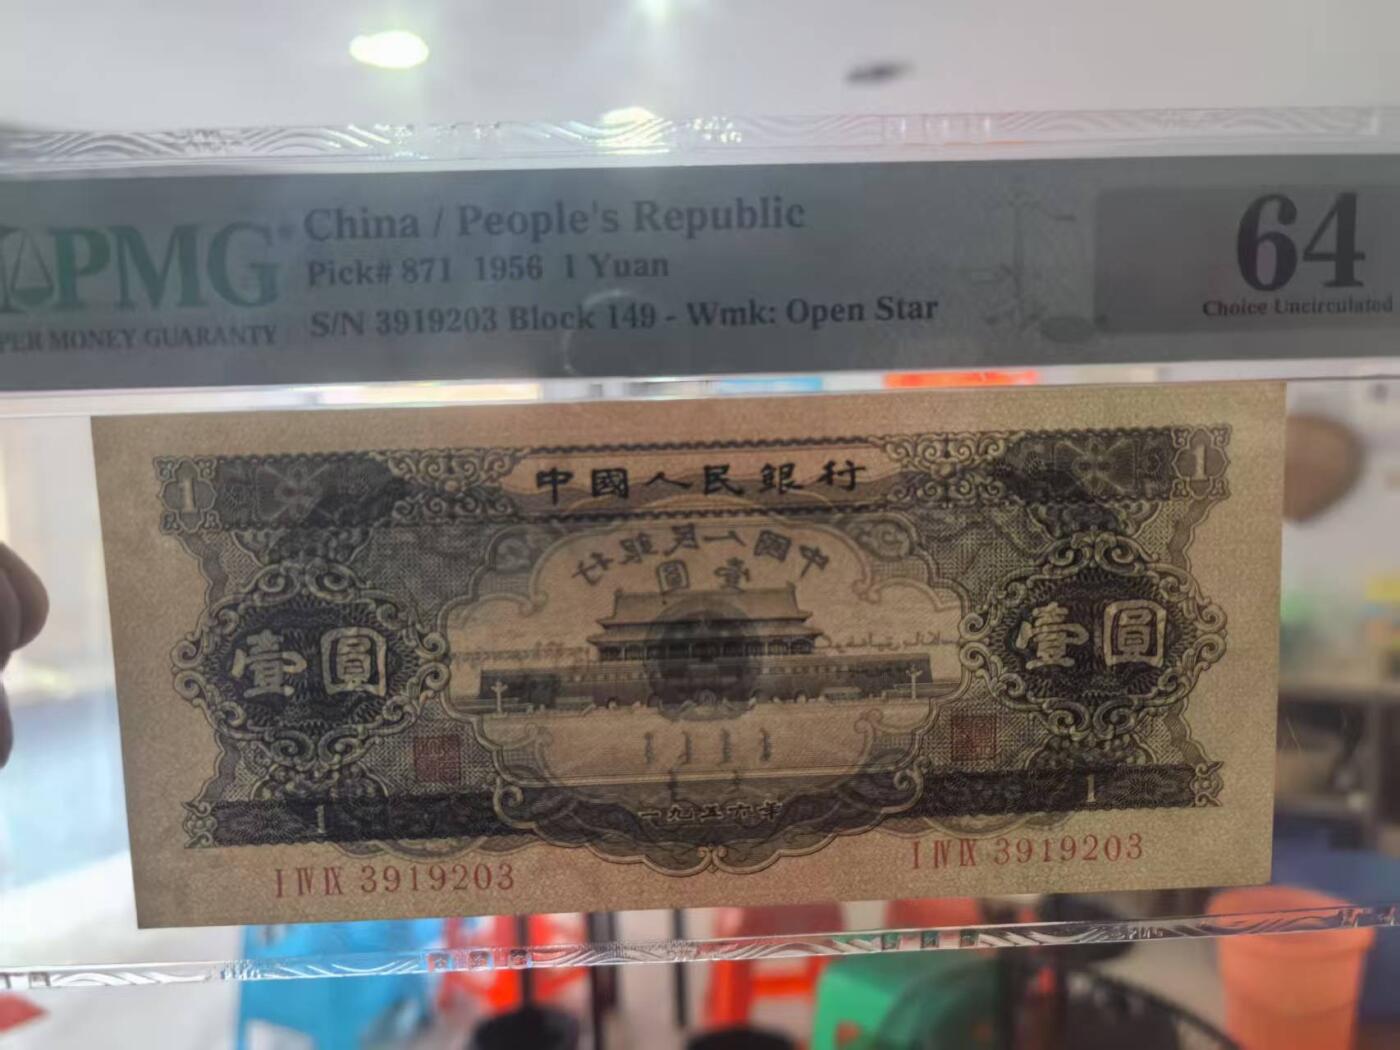 PMG
PER MONEY GUARANTY
China / People's Republic
Pick# 871 1956 1 Yuan
S/N 3919203 Block 149 - Wmk: Open Star
64
Choice Uncirculated
1
中國人民銀行
1
中國人民銀行
壹圓
壹圓
壹圓
1
一九五六年
1
I IV IX 3919203
I IV IX 3919203